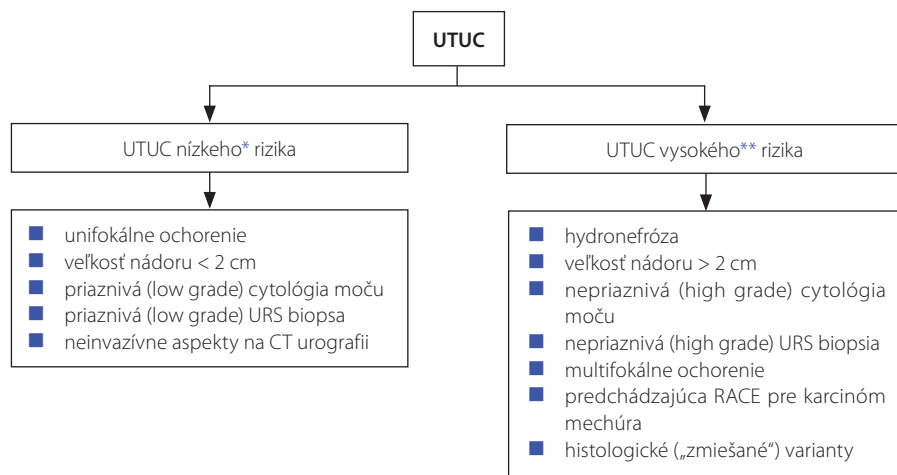 UTUC
UTUC nízkeho* rizika
UTUC vysokého** rizika
■ unifokálne ochorenie
■ veľkosť nádoru < 2 cm
■ priaznivá (low grade) cytológia moču
■ priaznivá (low grade) URS biopsa
■ neinvazívne aspekty na CT urografii
■ hydronefróza
■ veľkosť nádoru > 2 cm
■ nepriaznivá (high grade) cytológia
moču
■ nepriaznivá (high grade) URS biopsia
■ multifokálne ochorenie
■ predchádzajúca RACE pre karcinóm
mechúra
■ histologické („zmiešané“) varianty